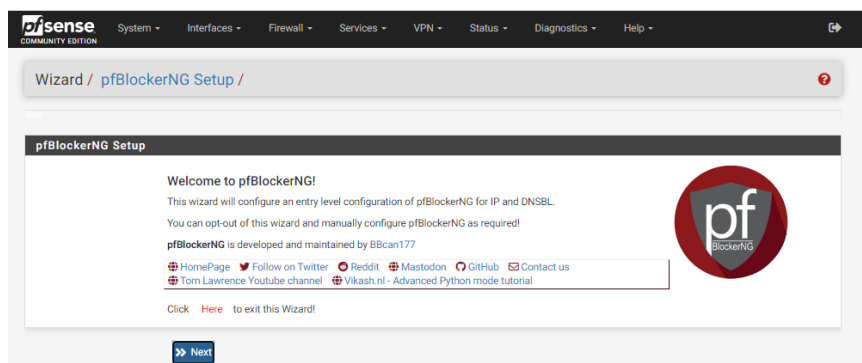 pfsense.
COMMUNITY EDITION
System Interfaces Firewall Services VPN Status Diagnostics Help
Wizard / pfBlockerNG Setup /
pfBlockerNG Setup
Welcome to pfBlockerNG!
This wizard will configure an entry level configuration of pfBlockerNG for IP and DNSBL.
You can opt-out of this wizard and manually configure pfBlockerNG as required!
pfBlockerNG is developed and maintained by BBcan177
HomePage Follow on Twitter Reddit Mastodon GitHub Contact us
Tom Lawrence Youtube channel Vikash.nl - Advanced Python mode tutorial
Click Here to exit this Wizard!
pf
BlockerNG
Next